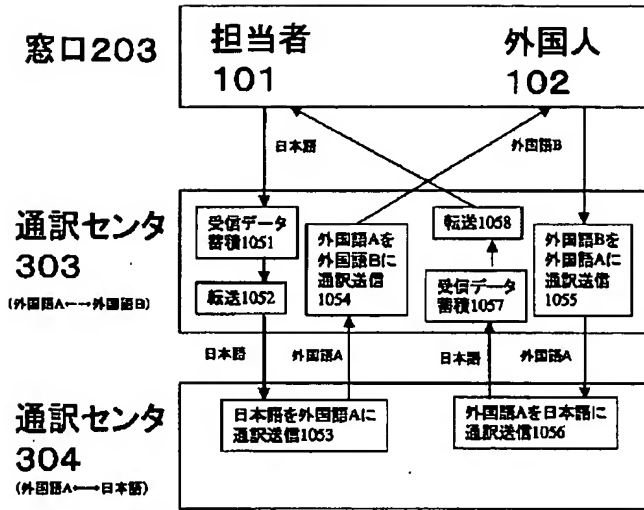 窓口203
担当者
101
外国人
102
日本語
外国語B
通訳センタ
303
(外国語A←→外国語B)
受信データ
蓄積1051
転送1052
外国語Aを
外国語Bに
通訳送信
1054
転送1058
受信データ
蓄積1057
外国語Bを
外国語Aに
通訳送信
1055
日本語
外国語A
日本語
外国語A
通訳センタ
304
(外国語A←→日本語)
日本語を外国語Aに
通訳送信1053
外国語Aを日本語に
通訳送信1056